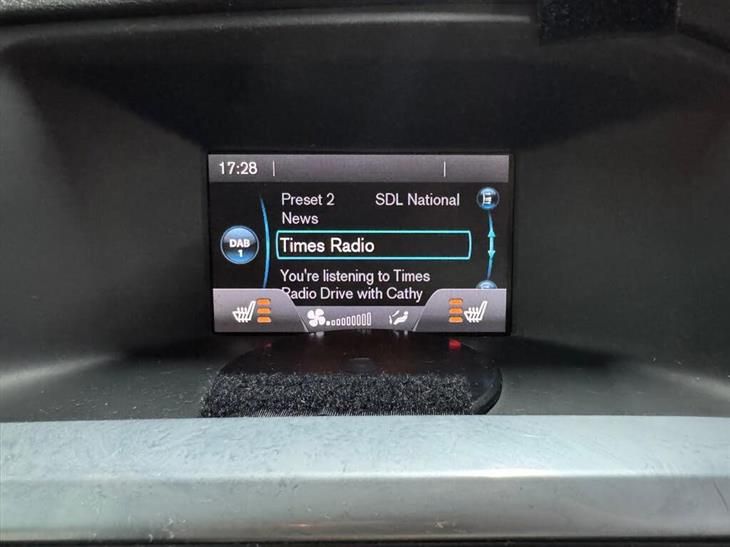 17:28
Preset 2 SDL National
News
DAB
1
Times Radio
You're listening to Times
Radio Drive with Cathy